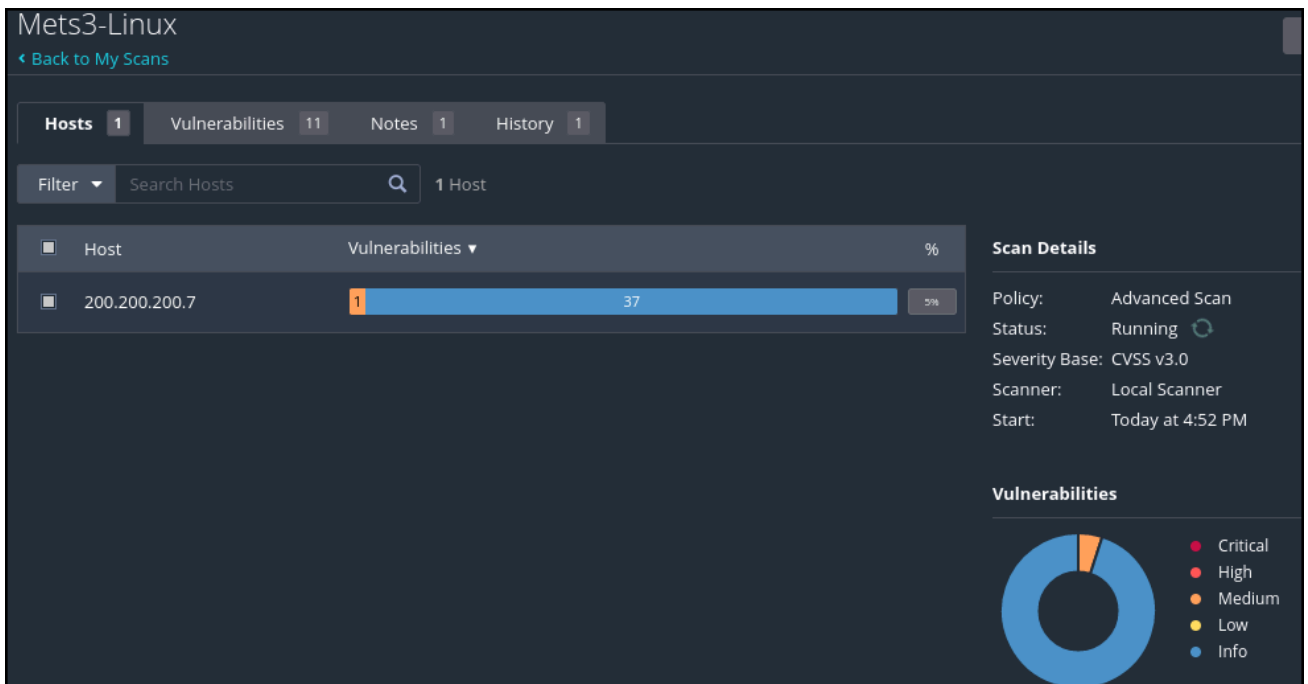 Mets3-Linux
‹ Back to My Scans
Hosts 1 Vulnerabilities 11 Notes 1 History 1
Filter Search Hosts 1 Host
Host Vulnerabilities %
200.200.200.7 1 37 5%
Scan Details
Policy: Advanced Scan
Status: Running
Severity Base: CVSS v3.0
Scanner: Local Scanner
Start: Today at 4:52 PM
Vulnerabilities
Critical
High
Medium
Low
Info